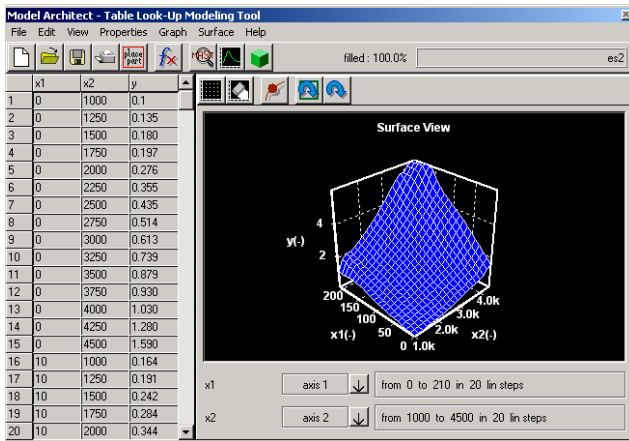 Model Architect - Table Look-Up Modeling Tool
File Edit View Properties Graph Surface Help
place part fx filled : 100.0% es2
x1 x2 y
1 0 1000 0.1
2 0 1250 0.135
3 0 1500 0.180
4 0 1750 0.197
5 0 2000 0.276
6 0 2250 0.355
7 0 2500 0.435
8 0 2750 0.514
9 0 3000 0.613
10 0 3250 0.739
11 0 3500 0.879
12 0 3750 0.930
13 0 4000 1.030
14 0 4250 1.280
15 0 4500 1.590
16 10 1000 0.164
17 10 1250 0.191
18 10 1500 0.242
19 10 1750 0.284
20 10 2000 0.344
Surface View
4
y(-)
2
200 150 100 50 0
x1(-)
1.0k 2.0k 3.0k 4.0k
x2(-)
x1 axis 1 from 0 to 210 in 20 lin steps
x2 axis 2 from 1000 to 4500 in 20 lin steps